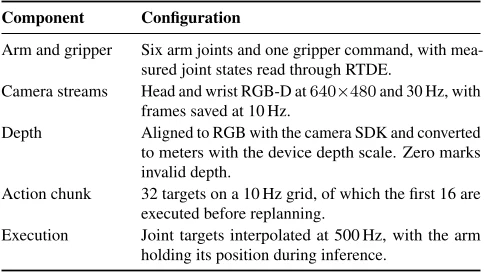 Component Configuration
Arm and gripper Six arm joints and one gripper command, with mea-
sured joint states read through RTDE.
Camera streams Head and wrist RGB-D at 640×480 and 30 Hz, with
frames saved at 10 Hz.
Depth Aligned to RGB with the camera SDK and converted
to meters with the device depth scale. Zero marks
invalid depth.
Action chunk 32 targets on a 10 Hz grid, of which the first 16 are
executed before replanning.
Execution Joint targets interpolated at 500 Hz, with the arm
holding its position during inference.